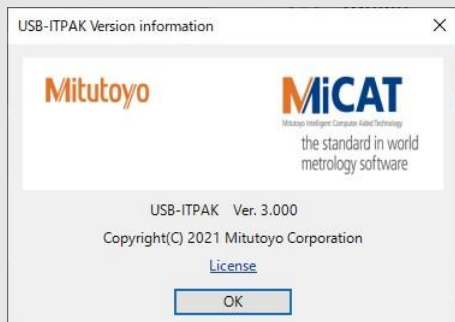 USB-ITPAK Version information
Mitutoyo
MiCAT
Mitutoyo Intelligent Computer Aided Technology
the standard in world
metrology software
USB-ITPAK Ver. 3.000
Copyright(C) 2021 Mitutoyo Corporation
License
OK